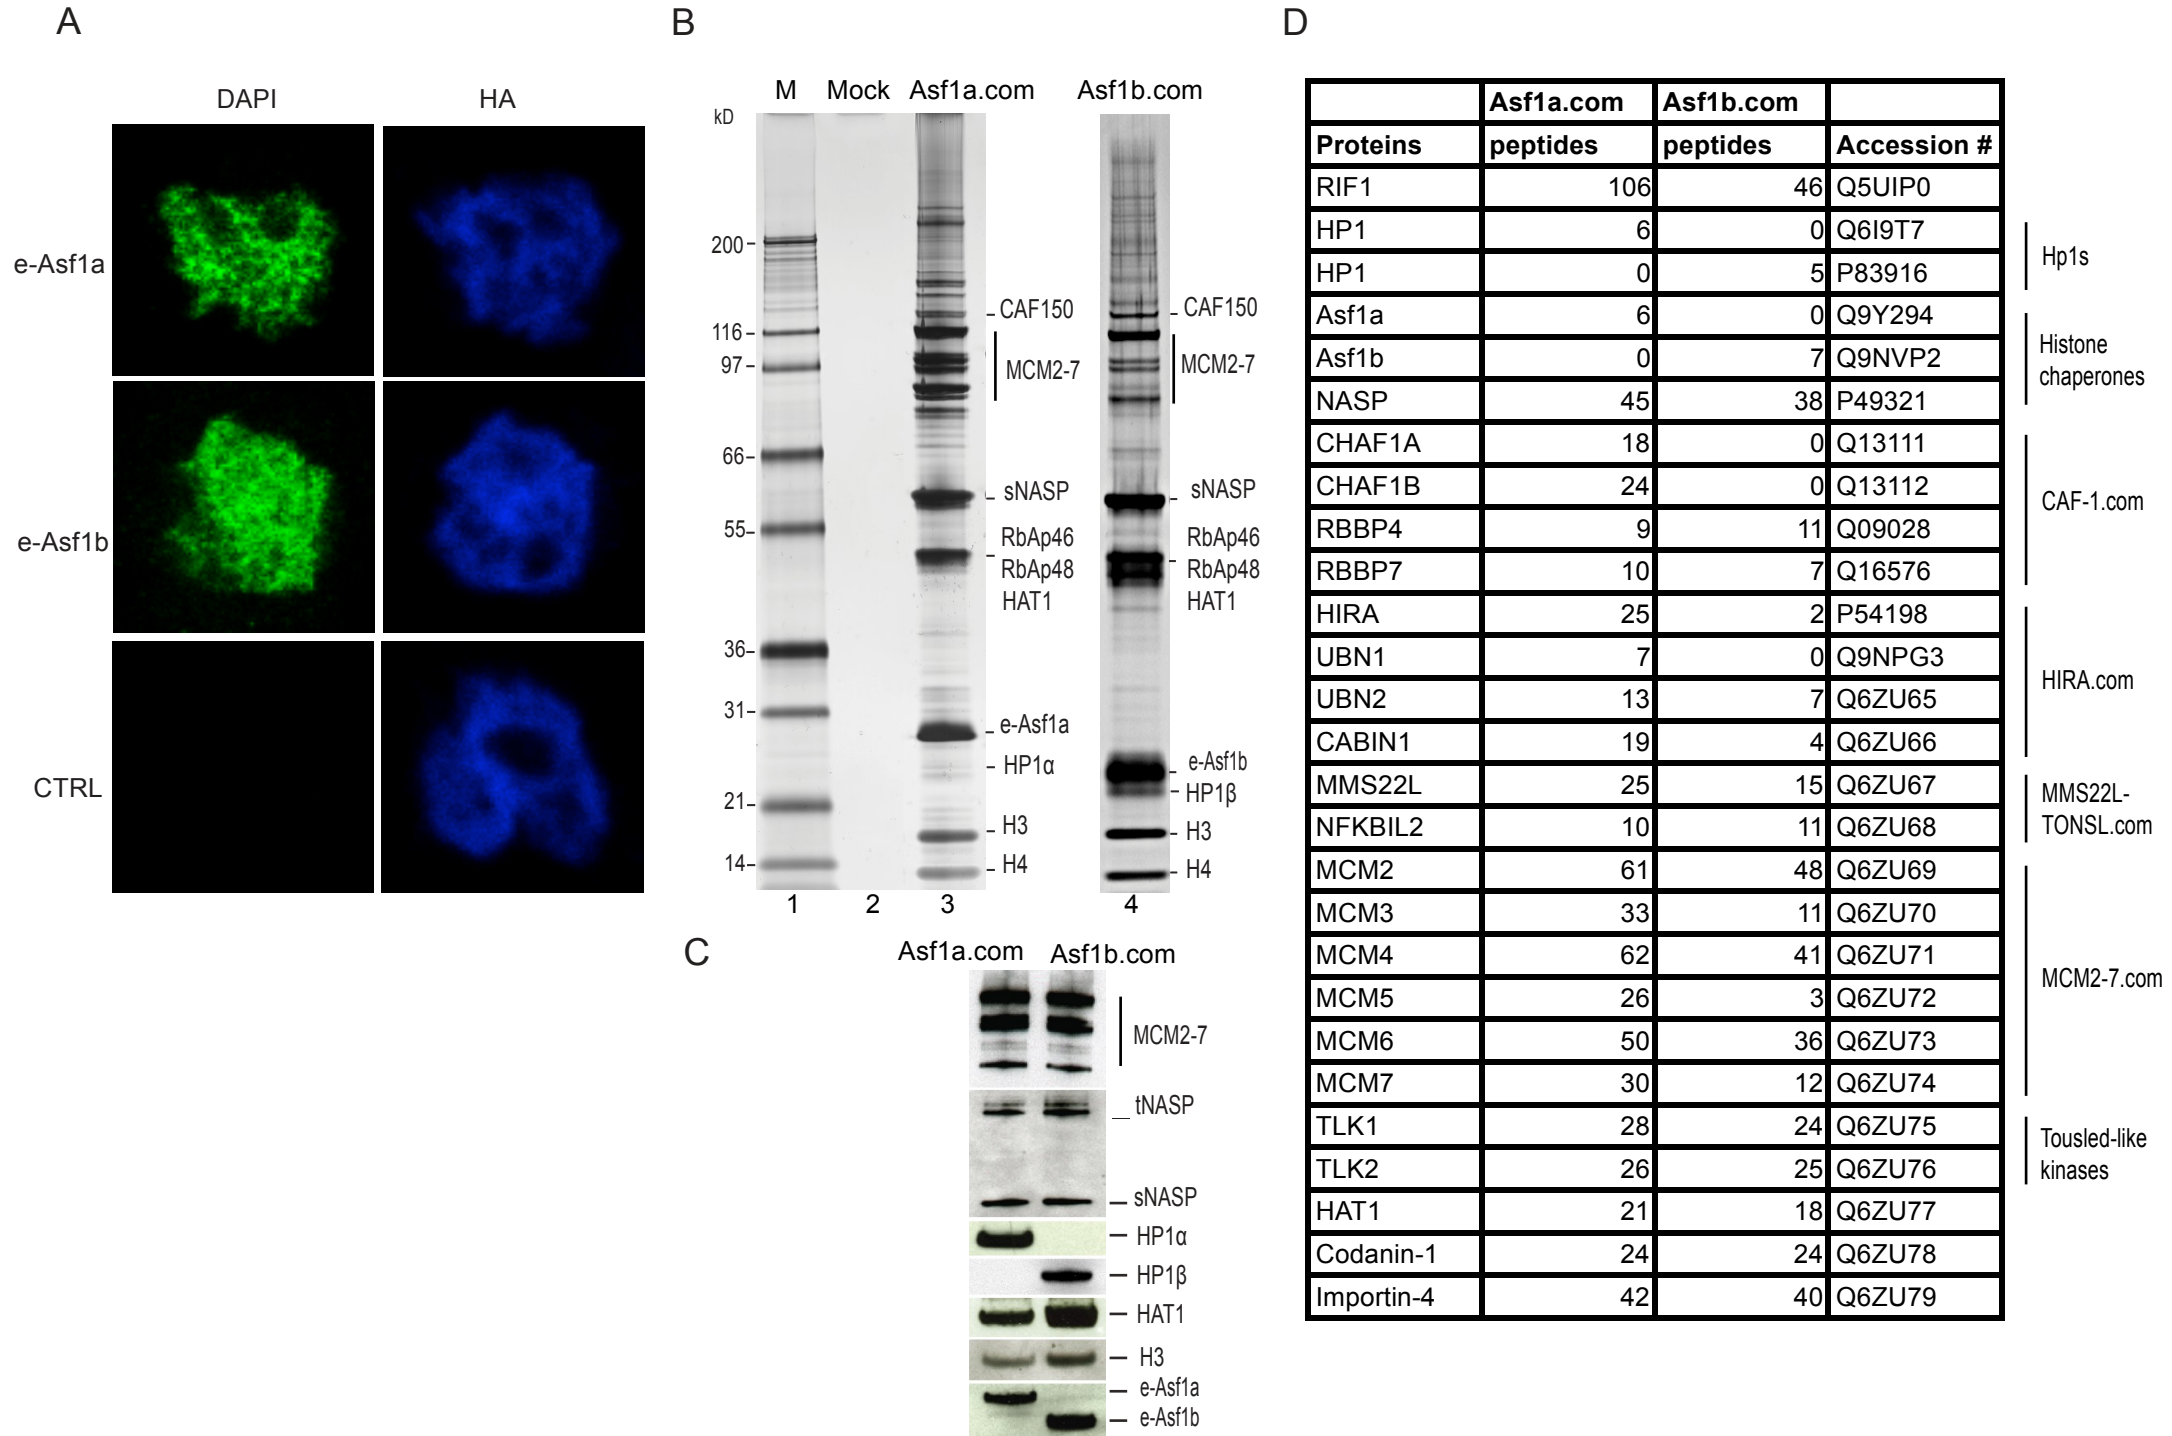 A
DAPI HA
e-Asf1a
e-Asf1b
CTRL
B
M Mock Asf1a.com Asf1b.com
kD
200
116
97
66
55
36
31
21
14
CAF150
MCM2-7
sNASP
RbAp46
RbAp48
HAT1
e-Asf1a
HP1α
H3
H4
CAF150
MCM2-7
sNASP
RbAp46
RbAp48
HAT1
e-Asf1b
HP1β
H3
H4
1 2 3 4
C
Asf1a.com Asf1b.com
MCM2-7
tNASP
sNASP
HP1α
HP1β
HAT1
H3
e-Asf1a
e-Asf1b
D
Asf1a.com Asf1b.com
Proteins peptides peptides Accession #
RIF1 106 46 Q5UIP0
HP1 6 0 Q6I9T7
HP1 0 5 P83916
Asf1a 6 0 Q9Y294
Asf1b 0 7 Q9NVP2
NASP 45 38 P49321
CHAF1A 18 0 Q13111
CHAF1B 24 0 Q13112
RBBP4 9 11 Q09028
RBBP7 10 7 Q16576
HIRA 25 2 P54198
UBN1 7 0 Q9NPG3
UBN2 13 7 Q6ZU65
CABIN1 19 4 Q6ZU66
MMS22L 25 15 Q6ZU67
NFKBIL2 10 11 Q6ZU68
MCM2 61 48 Q6ZU69
MCM3 33 11 Q6ZU70
MCM4 62 41 Q6ZU71
MCM5 26 3 Q6ZU72
MCM6 50 36 Q6ZU73
MCM7 30 12 Q6ZU74
TLK1 28 24 Q6ZU75
TLK2 26 25 Q6ZU76
HAT1 21 18 Q6ZU77
Codanin-1 24 24 Q6ZU78
Importin-4 42 40 Q6ZU79
Hp1s
Histone
chaperones
CAF-1.com
HIRA.com
MMS22L-
TONSL.com
MCM2-7.com
Tousled-like
kinases